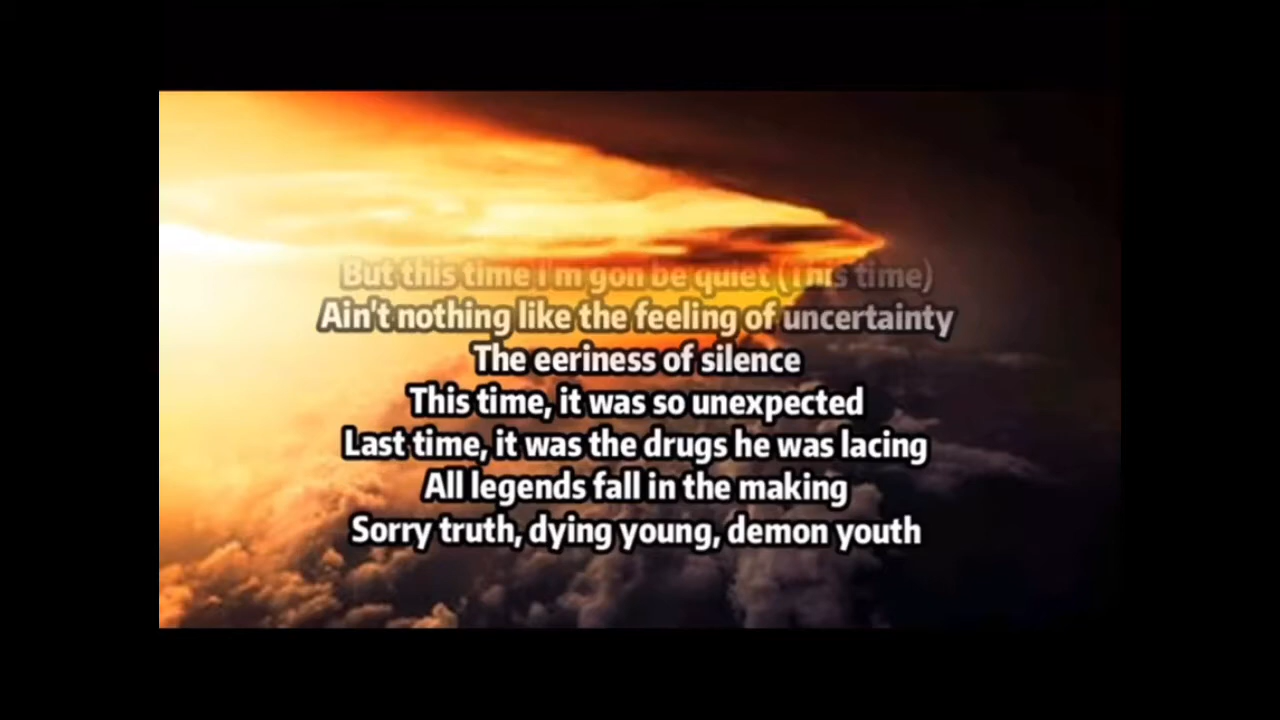 But this time I'm gon be quiet (This time)
Ain't nothing like the feeling of uncertainty
The eeriness of silence
This time, it was so unexpected
Last time, it was the drugs he was lacing
All legends fall in the making
Sorry truth, dying young, demon youth